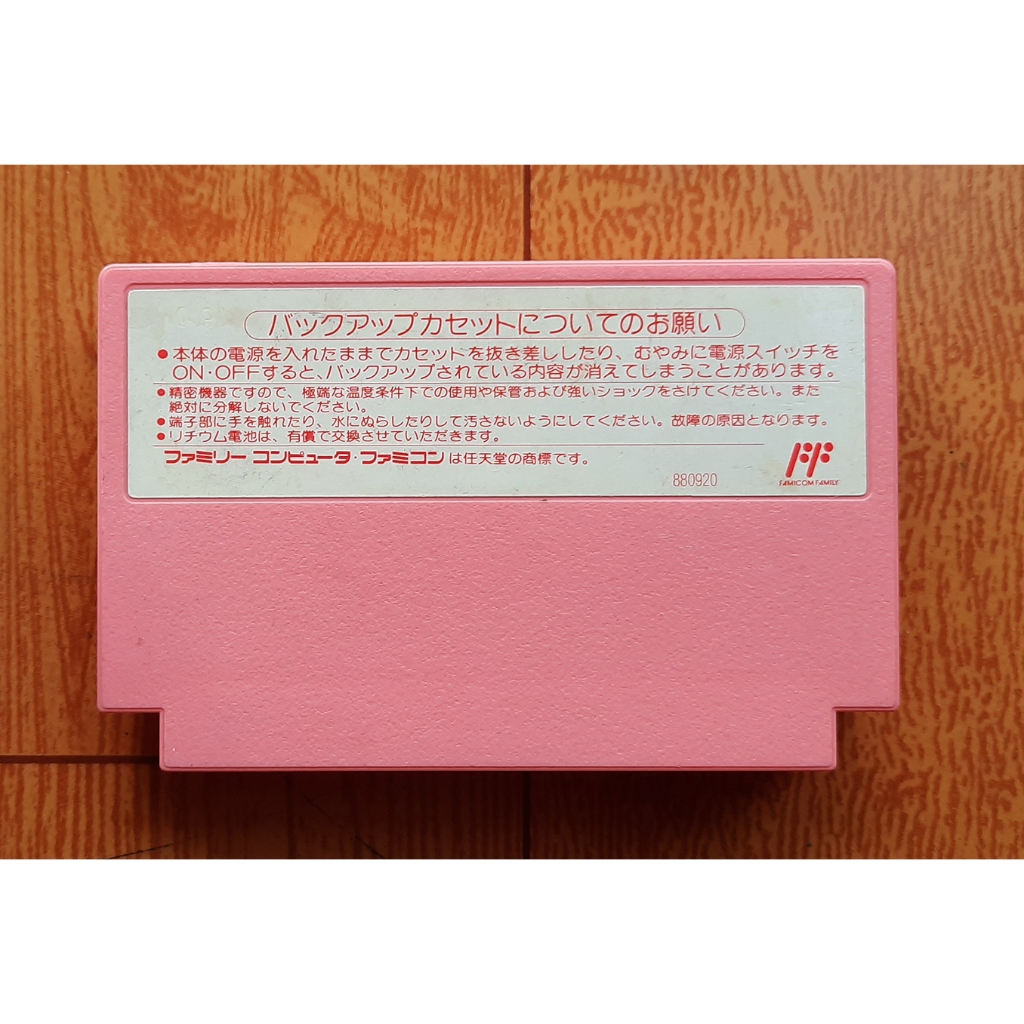 バックアップカセットについてのお願い
●本体の電源を入れたままでカセットを抜き差ししたり、むやみに電源スイッチを
ON・OFFすると、バックアップされている内容が消えてしまうことがあります。
●精密機器ですので、極端な温度条件下での使用や保管および強いショックをさけてください。また
絶対に分解しないでください。
●端子部に手を触れたり、水にぬらしたりして汚さないようにしてください。故障の原因となります。
●リチウム電池は、有償で交換させていただきます。
ファミリー コンピュータ・ファミコン は任天堂の商標です。
880920
FAMICOM FAMILY